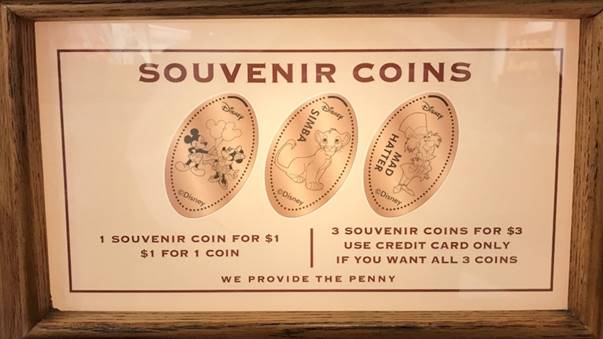 SOUVENIR COINS
Disney
©Disney
Disney
SIMBA
©Disney
Disney
MAD
HATTER
©Disney
1 SOUVENIR COIN FOR $1
$1 FOR 1 COIN
3 SOUVENIR COINS FOR $3
USE CREDIT CARD ONLY
IF YOU WANT ALL 3 COINS
WE PROVIDE THE PENNY